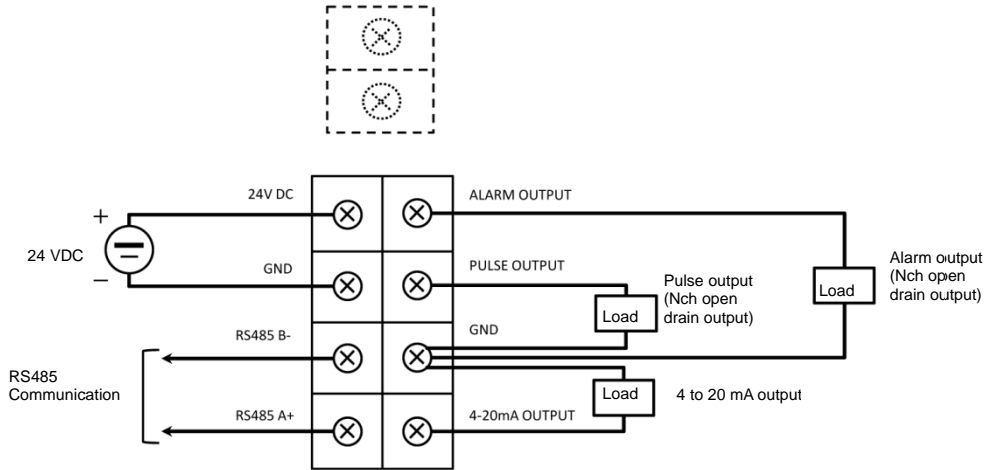 24V DC
ALARM OUTPUT
+
24 VDC
−
GND
PULSE OUTPUT
Load
Pulse output
(Nch open
drain output)
Load
Alarm output
(Nch open
drain output)
RS485 B-
GND
RS485
Communication
RS485 A+
4-20mA OUTPUT
Load
4 to 20 mA output